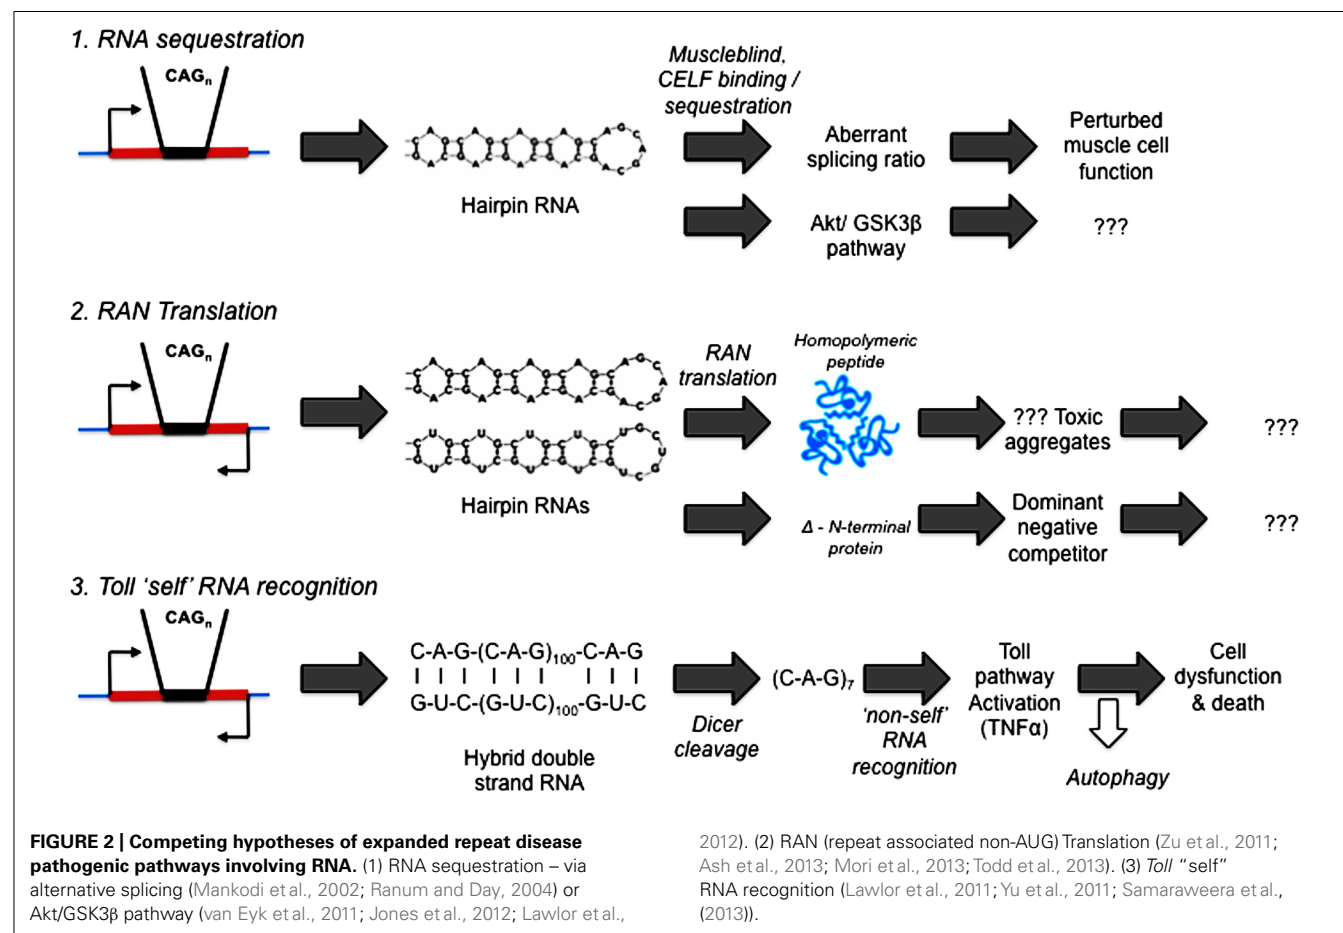 1. RNA sequestration
CAGn
Hairpin RNA
Muscleblind,
CELF binding /
sequestration
Aberrant
splicing ratio
Perturbed
muscle cell
function
Akt/ GSK3β
pathway
???
2. RAN Translation
CAGn
Hairpin RNAs
RAN
translation
Homopolymeric
peptide
??? Toxic
aggregates
???
Δ - N-terminal
protein
Dominant
negative
competitor
???
3. Toll ‘self’ RNA recognition
CAGn
C-A-G-(C-A-G)100-C-A-G
G-U-C-(G-U-C)100-G-U-C
Hybrid double
strand RNA
Dicer
cleavage
(C-A-G)7
‘non-self’
RNA
recognition
Toll
pathway
Activation
(TNFα)
Autophagy
Cell
dysfunction
& death
FIGURE 2 | Competing hypotheses of expanded repeat disease
pathogenic pathways involving RNA. (1) RNA sequestration – via
alternative splicing (Mankodi et al., 2002; Ranum and Day, 2004) or
Akt/GSK3β pathway (van Eyk et al., 2011; Jones et al., 2012; Lawlor et al.,
2012). (2) RAN (repeat associated non-AUG) Translation (Zu et al., 2011;
Ash et al., 2013; Mori et al., 2013; Todd et al., 2013). (3) Toll “self”
RNA recognition (Lawlor et al., 2011; Yu et al., 2011; Samaraweera et al.,
(2013)).